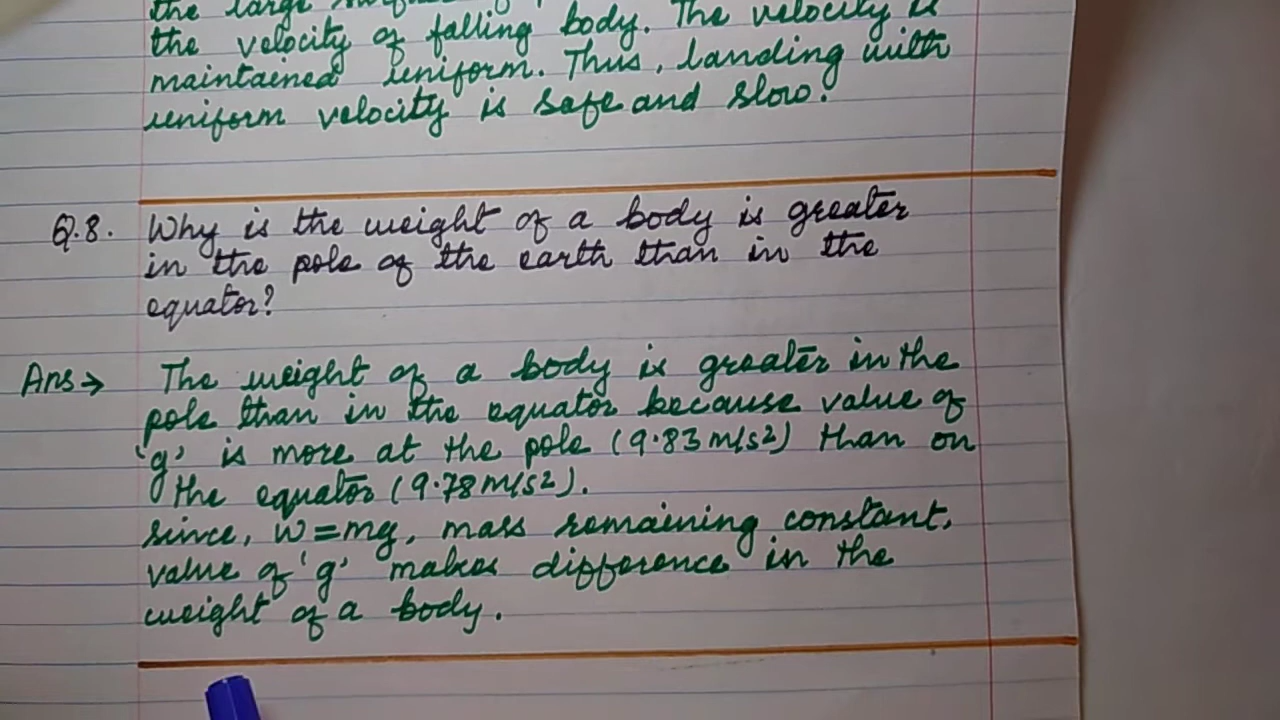 the large
the velocity of falling body. The velocity is
maintained uniform. Thus, landing with
uniform velocity is safe and slow.
Q.8. Why is the weight of a body is greater
in the pole of the earth than in the
equator?
Ans→ The weight of a body is greater in the
pole than in the equator because value of
'g' is more at the pole (9.83 m/s2) than on
the equator (9.78m/s2).
since, W=mg, mass remaining constant,
value of 'g' makes difference in the
weight of a body.